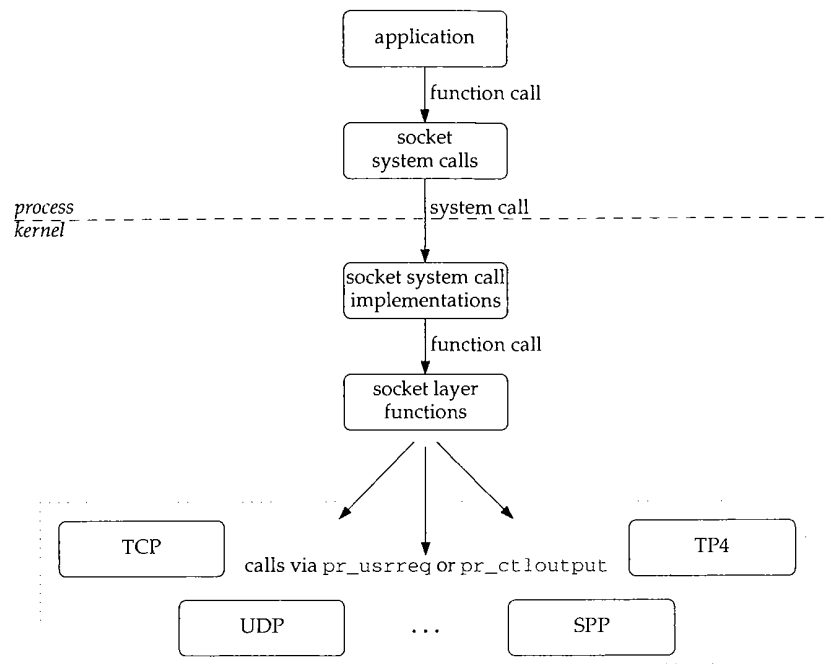 application
function call
socket
system calls
process
system call
kernel
socket system call
implementations
function call
socket layer
functions
TCP
TP4
calls via pr_usrreq or pr_ctloutput
UDP
...
SPP